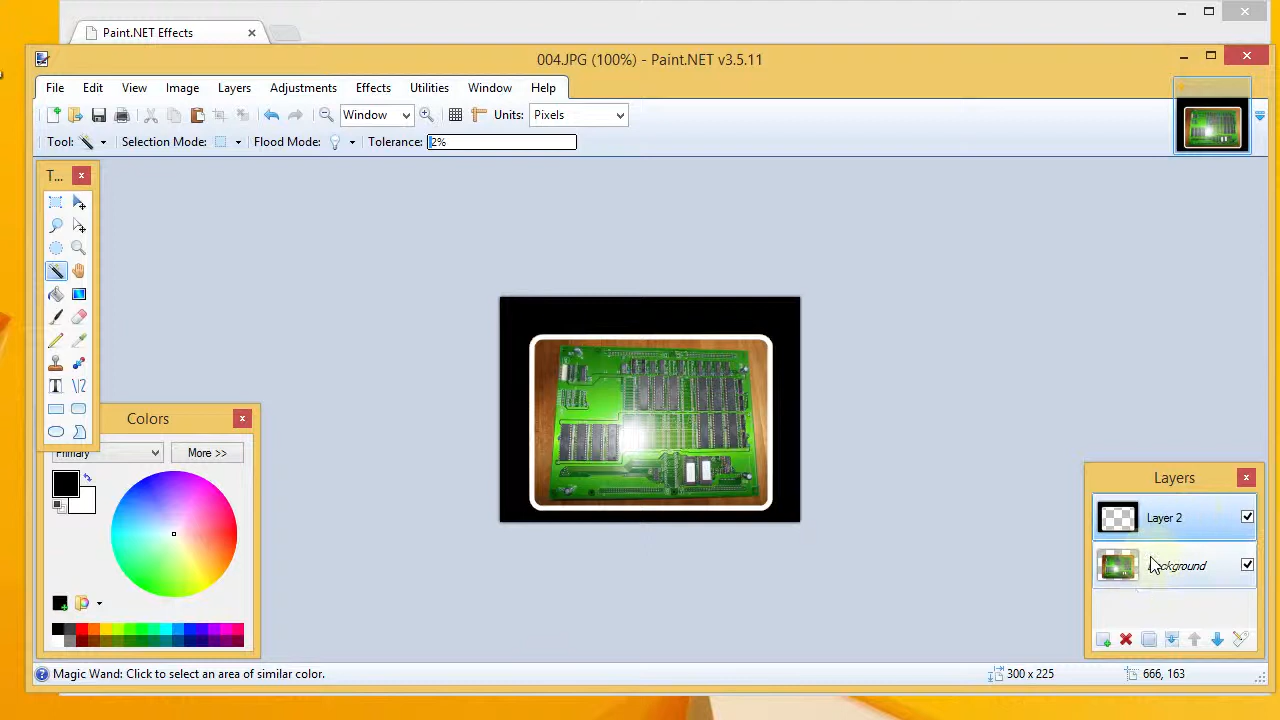 Paint.NET Effects
004.JPG (100%) - Paint.NET v3.5.11
File Edit View Image Layers Adjustments Effects Utilities Window Help
Window Units: Pixels
Tool: Selection Mode: Flood Mode: Tolerance: 2%
T...
Colors
Primary More >>
Layers
Layer 2
Background
Magic Wand: Click to select an area of similar color.
300 x 225
666, 163